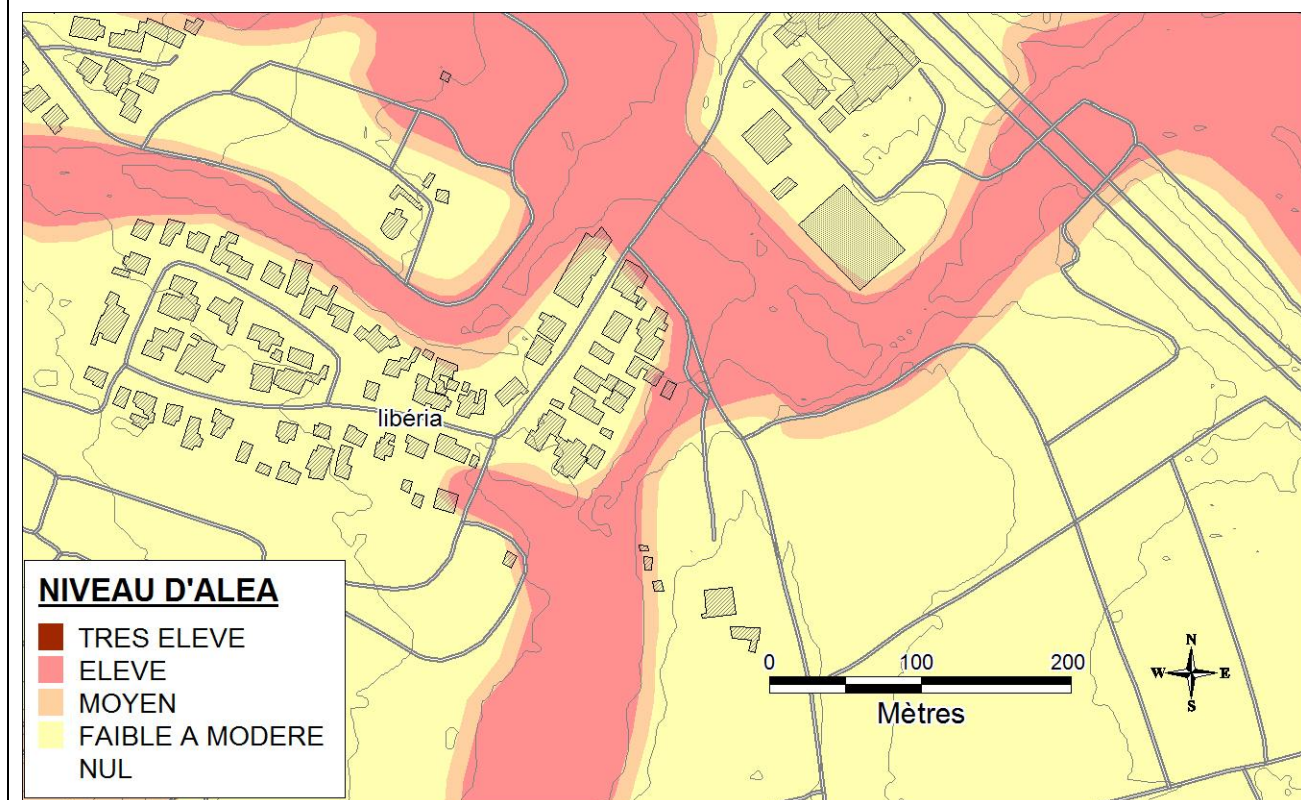 libéria
NIVEAU D'ALEA
TRES ELEVE
ELEVE
MOYEN
FAIBLE A MODERE
NUL
0 100 200
Mètres
N
W E
S